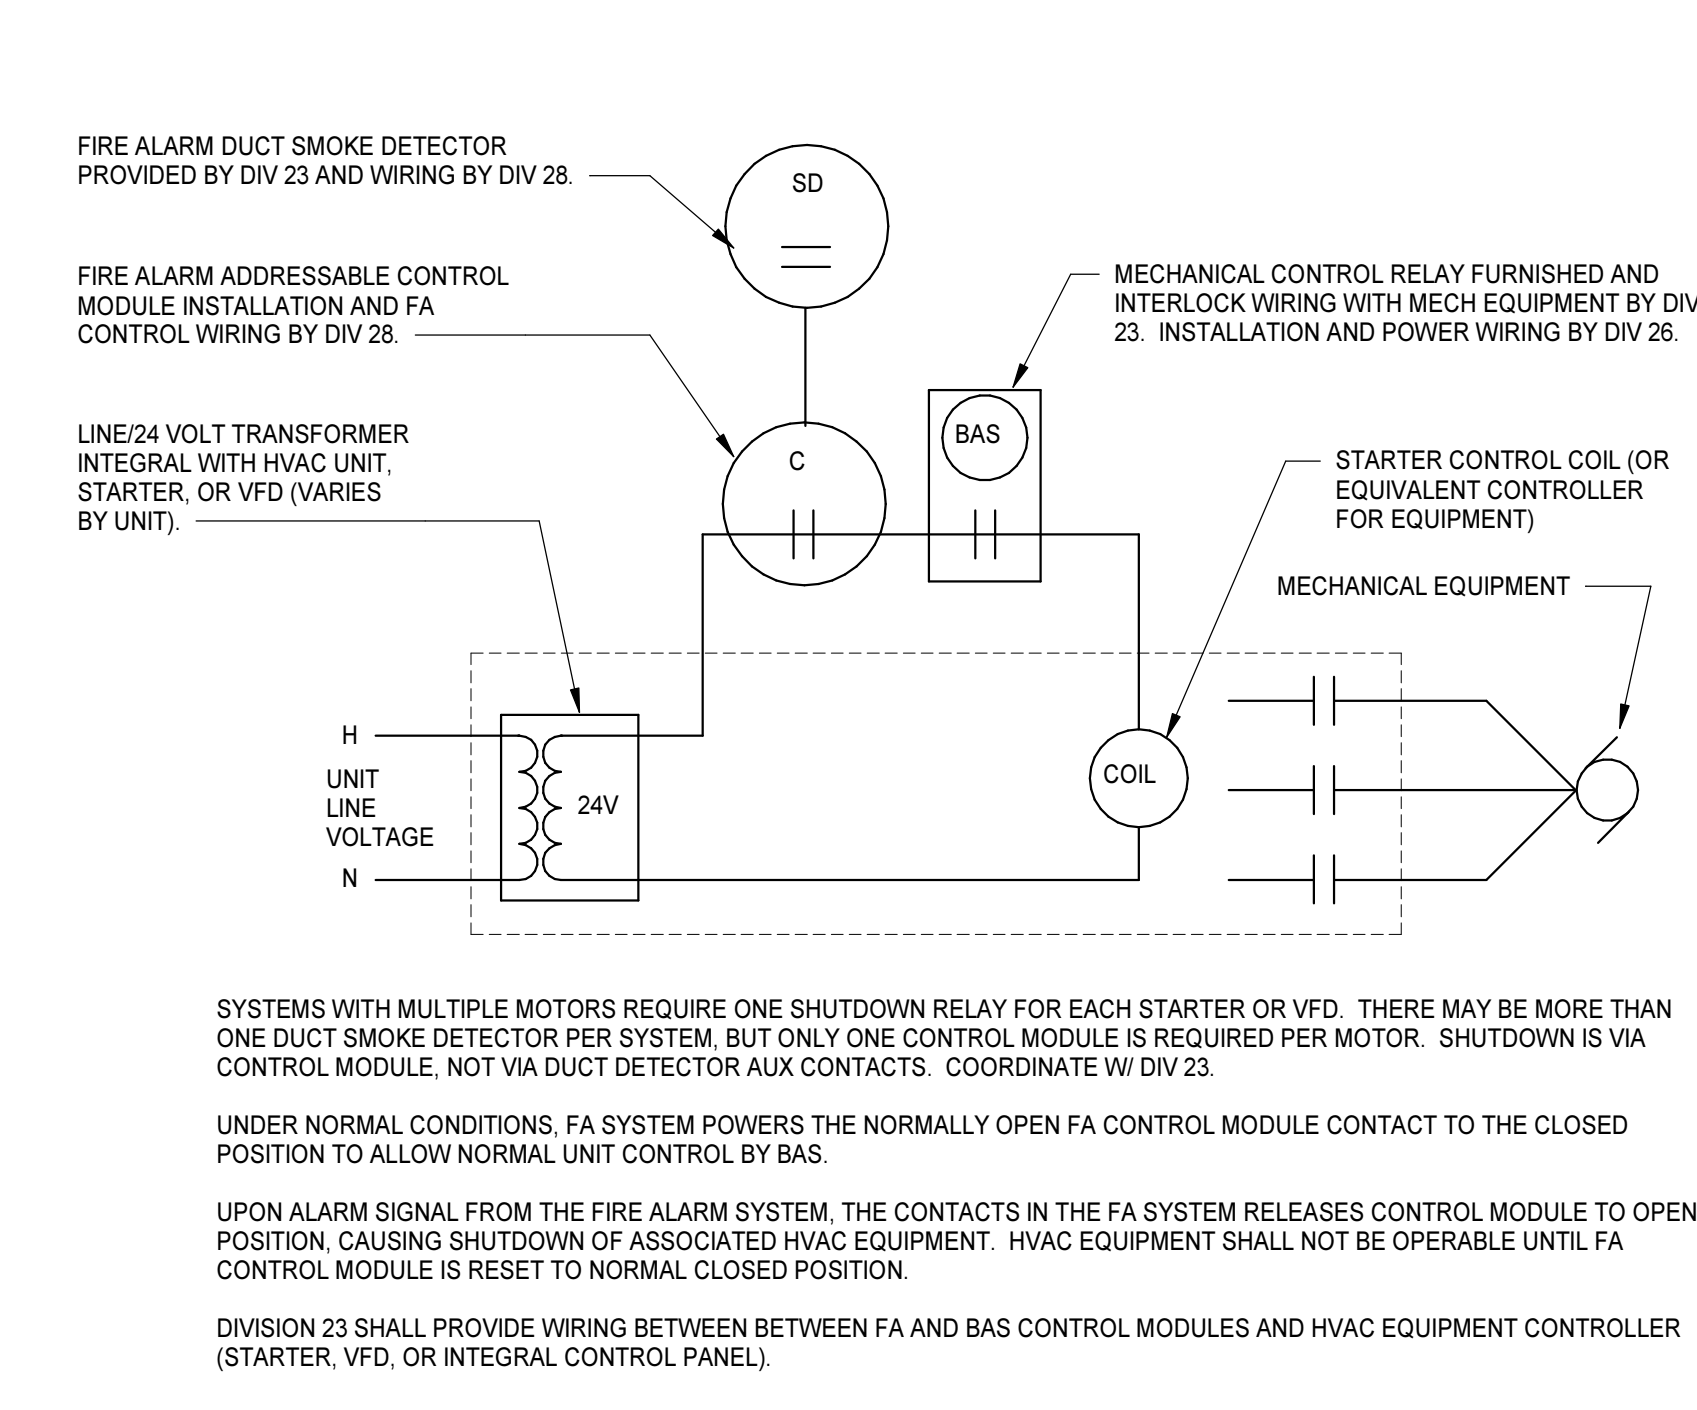 FIRE ALARM DUCT SMOKE DETECTOR
PROVIDED BY DIV 23 AND WIRING BY DIV 28.
SD
FIRE ALARM ADDRESSABLE CONTROL
MODULE INSTALLATION AND FA
CONTROL WIRING BY DIV 28.
MECHANICAL CONTROL RELAY FURNISHED AND
INTERLOCK WIRING WITH MECH EQUIPMENT BY DIV
23.  INSTALLATION AND POWER WIRING BY DIV 26.
LINE/24 VOLT TRANSFORMER
INTEGRAL WITH HVAC UNIT,
STARTER, OR VFD (VARIES
BY UNIT).
C
BAS
STARTER CONTROL COIL (OR
EQUIVALENT CONTROLLER
FOR EQUIPMENT)
MECHANICAL EQUIPMENT
H
UNIT
LINE
VOLTAGE
N
24V
COIL
SYSTEMS WITH MULTIPLE MOTORS REQUIRE ONE SHUTDOWN RELAY FOR EACH STARTER OR VFD.  THERE MAY BE MORE THAN
ONE DUCT SMOKE DETECTOR PER SYSTEM, BUT ONLY ONE CONTROL MODULE IS REQUIRED PER MOTOR.  SHUTDOWN IS VIA
CONTROL MODULE, NOT VIA DUCT DETECTOR AUX CONTACTS.  COORDINATE W/ DIV 23.
UNDER NORMAL CONDITIONS, FA SYSTEM POWERS THE NORMALLY OPEN FA CONTROL MODULE CONTACT TO THE CLOSED
POSITION TO ALLOW NORMAL UNIT CONTROL BY BAS.
UPON ALARM SIGNAL FROM THE FIRE ALARM SYSTEM, THE CONTACTS IN THE FA SYSTEM RELEASES CONTROL MODULE TO OPEN
POSITION, CAUSING SHUTDOWN OF ASSOCIATED HVAC EQUIPMENT.  HVAC EQUIPMENT SHALL NOT BE OPERABLE UNTIL FA
CONTROL MODULE IS RESET TO NORMAL CLOSED POSITION.
DIVISION 23 SHALL PROVIDE WIRING BETWEEN BETWEEN FA AND BAS CONTROL MODULES AND HVAC EQUIPMENT CONTROLLER
(STARTER, VFD, OR INTEGRAL CONTROL PANEL).